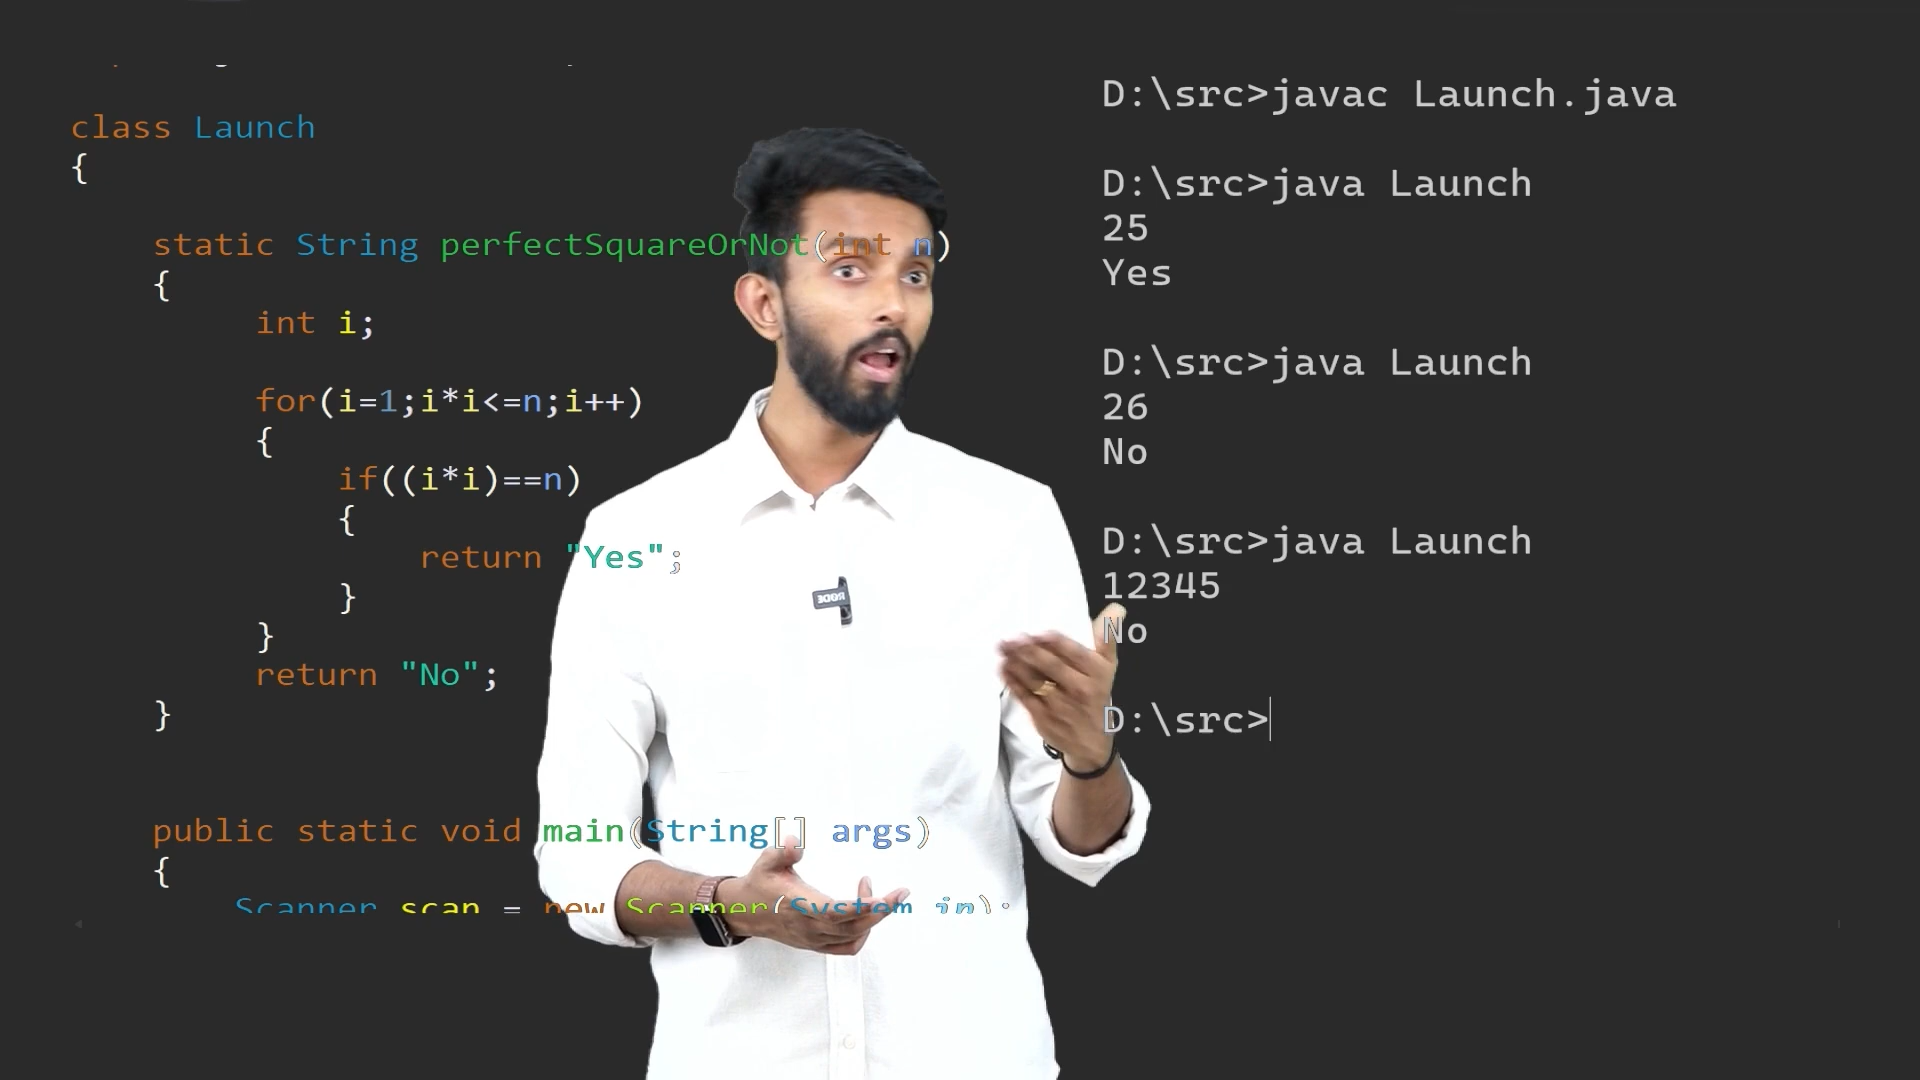 class Launch
{
static String perfectSquareOrNot(int n)
{
int i;
for(i=1;i*i<=n;i++)
{
if((i*i)==n)
{
return "Yes";
}
}
return "No";
}
public static void main(String[] args)
{
Scanner scan = new Scanner(System.in);
D:\src>javac Launch.java
D:\src>java Launch
25
Yes
D:\src>java Launch
26
No
D:\src>java Launch
12345
No
D:\src>
RODE